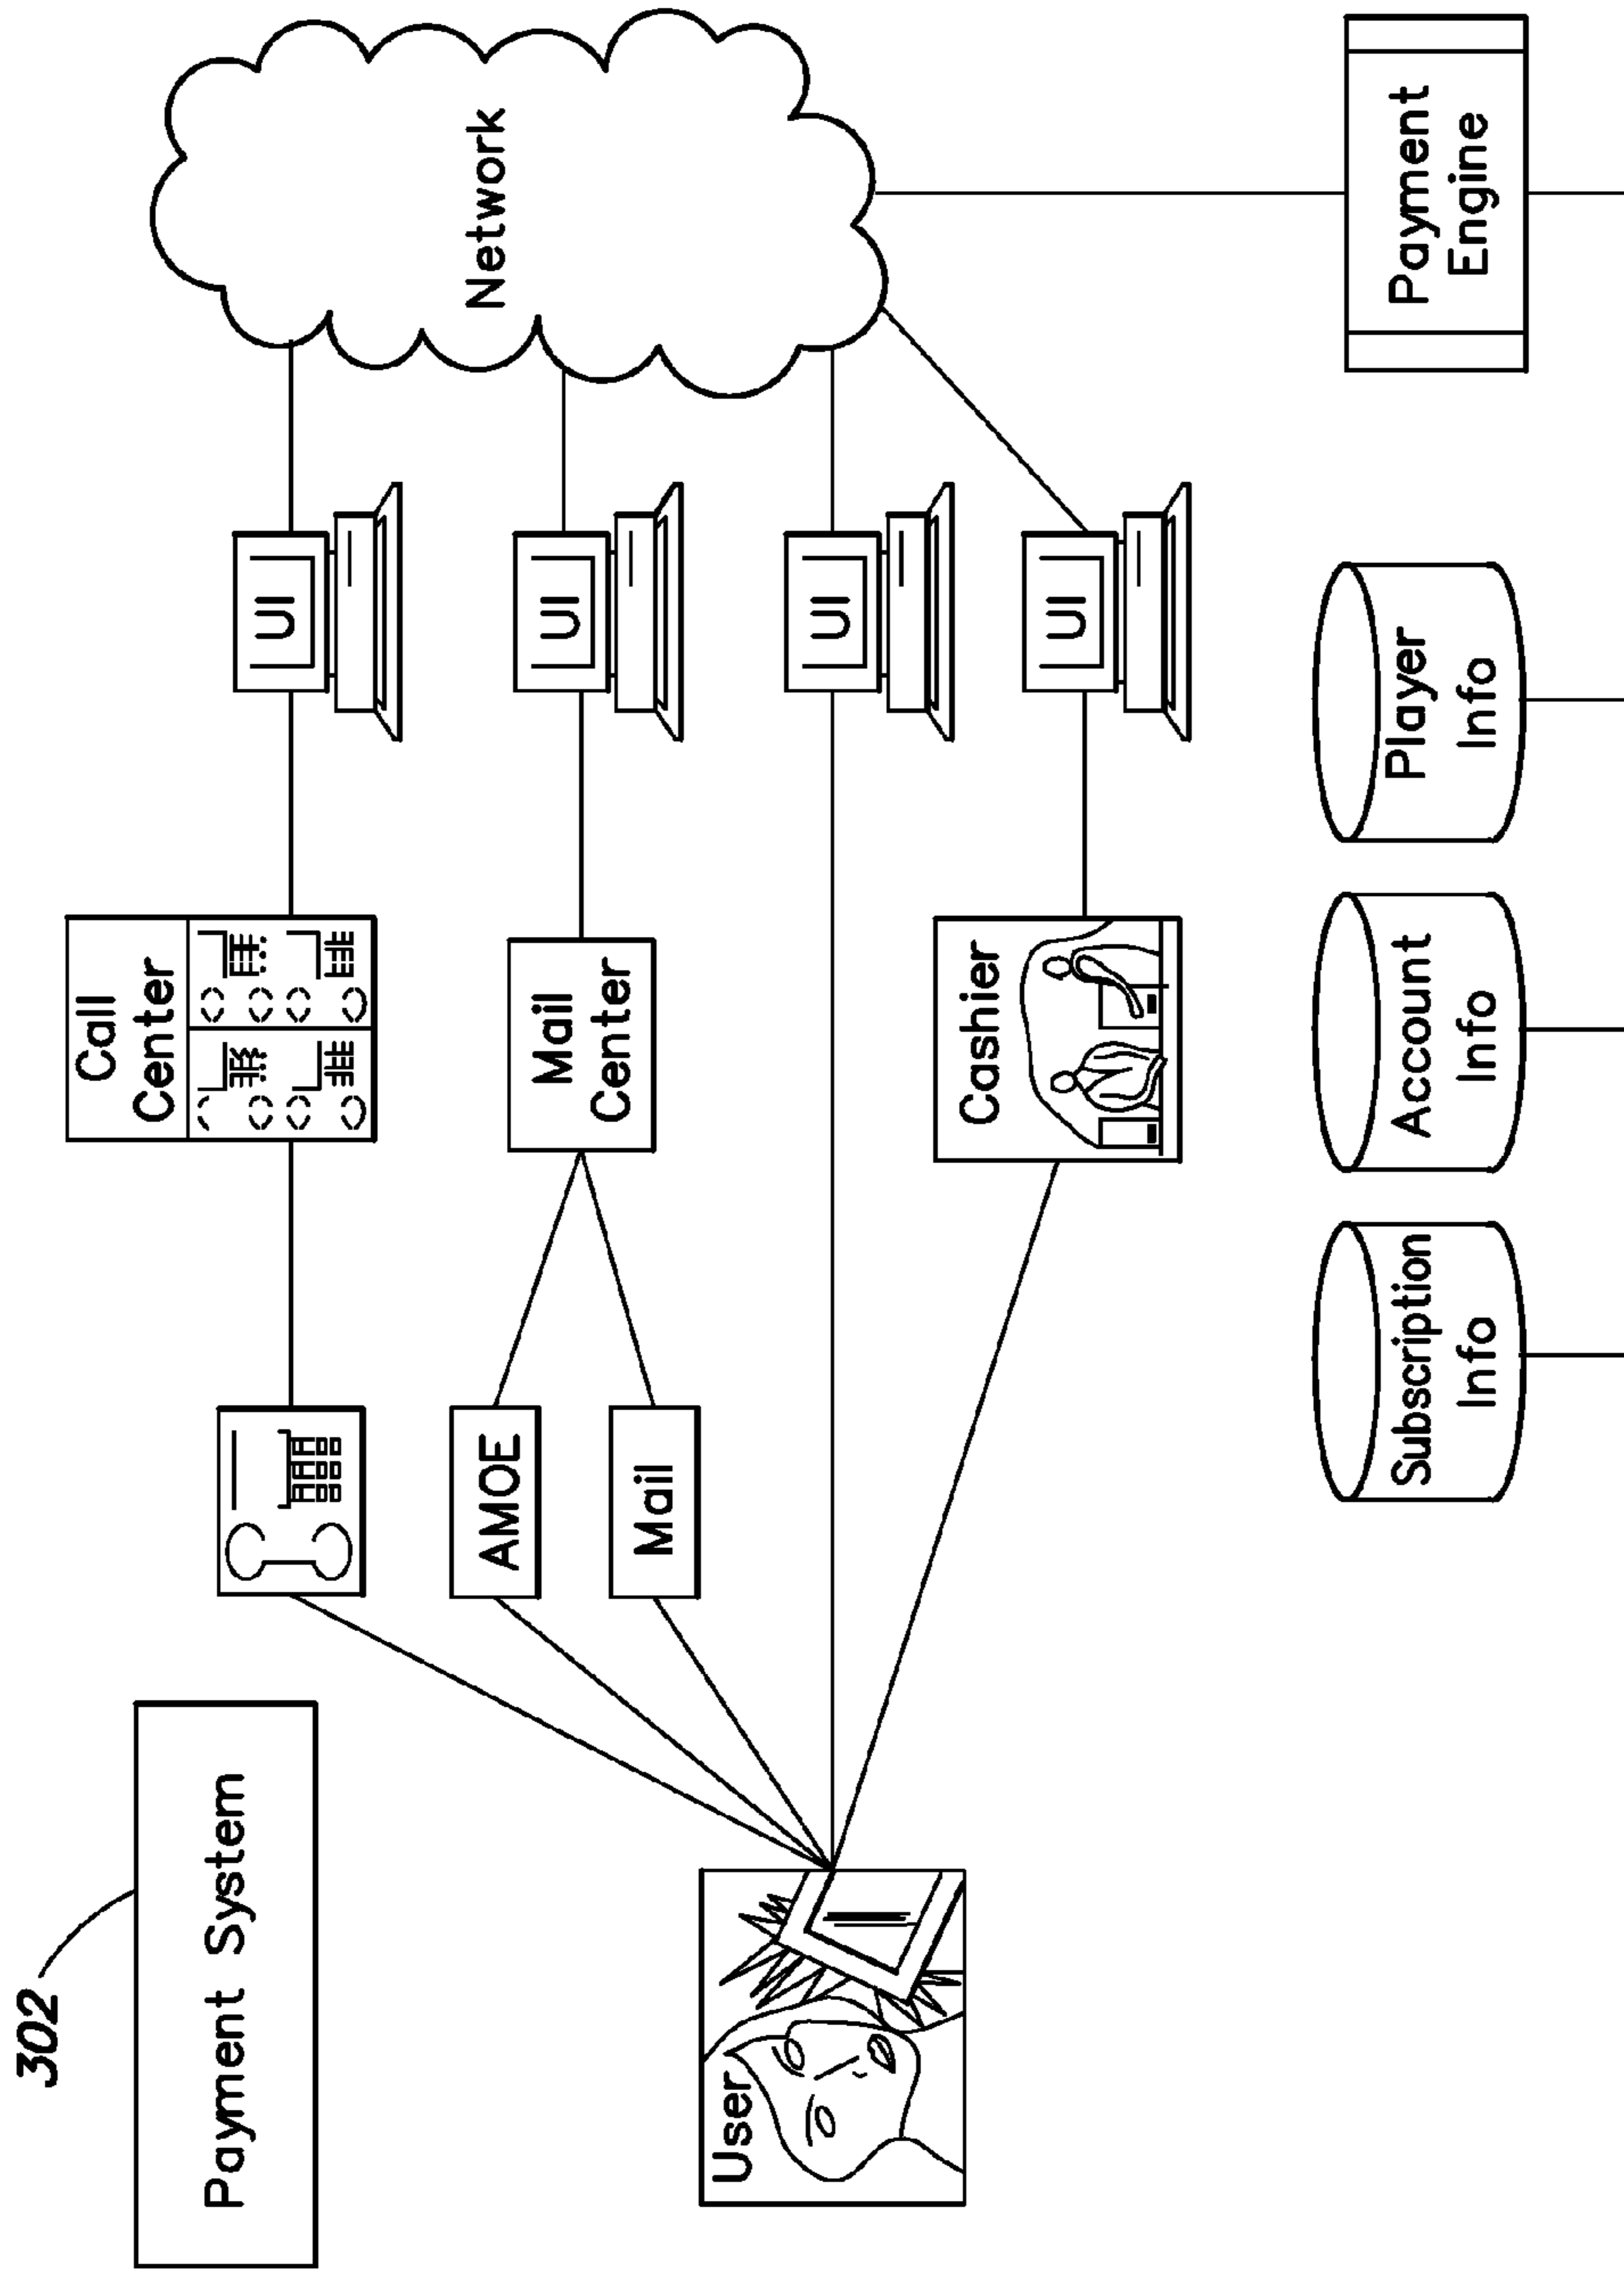 302
Payment System
User
AMOE
Mail
Call
Center
Mail
Center
Cashier
UI
UI
UI
UI
Network
Subscription
Info
Account
Info
Player
Info
Payment
Engine